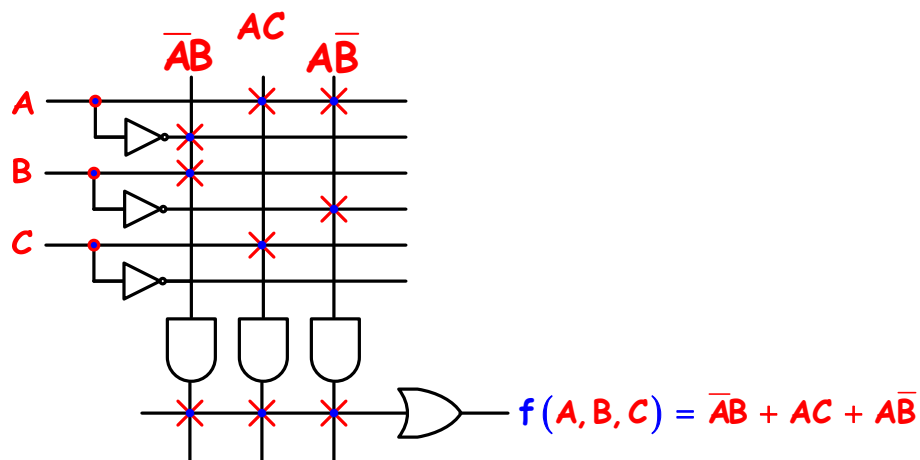 AC
A̅B AB̅
A
B
C
f (A, B, C) = A̅B + AC + AB̅